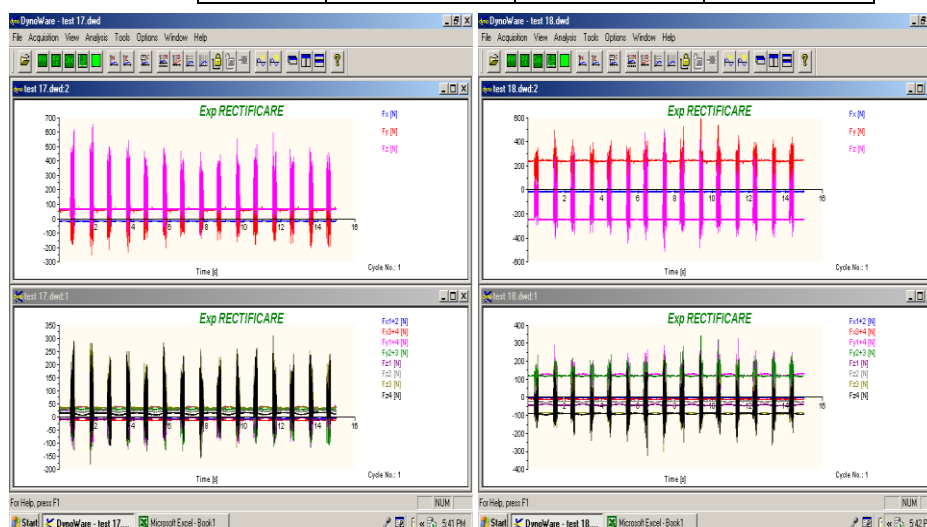 DynoWare - test 17.dwd
File Acquisition View Analysis Tools Options Window Help
test 17.dwd:2
Exp RECTIFICARE
Fx [N]
Fy [N]
Fz [N]
700
600
500
400
300
200
100
0
-100
-300
2 4 6 8 10 12 14 16
Time [s]
Cycle No.: 1
test 17.dwd:1
Exp RECTIFICARE
Fx1+2 [N]
Fx3+4 [N]
Fy1+4 [N]
Fy2+3 [N]
Fz1 [N]
Fz2 [N]
Fz3 [N]
Fz4 [N]
350
300
250
200
150
100
50
0
-50
-100
-150
-200
2 4 6 8 10 12 14 16
Time [s]
Cycle No.: 1
For Help, press F1
NUM
Start DynoWare - test 17.... Microsoft Excel - Book1 5:41 PM
DynoWare - test 18.dwd
File Acquisition View Analysis Tools Options Window Help
test 18.dwd:2
Exp RECTIFICARE
Fx [N]
Fy [N]
Fz [N]
600
400
200
0
-200
-400
-600
2 4 6 8 10 12 14 16
Time [s]
Cycle No.: 1
test 18.dwd:1
Exp RECTIFICARE
Fx1+2 [N]
Fx3+4 [N]
Fy1+4 [N]
Fy2+3 [N]
Fz1 [N]
Fz2 [N]
Fz3 [N]
Fz4 [N]
400
300
200
100
0
-100
-200
-300
-400
2 4 6 8 10 12 14 16
Time [s]
Cycle No.: 1
For Help, press F1
NUM
Start DynoWare - test 18.... Microsoft Excel - Book1 5:42 P